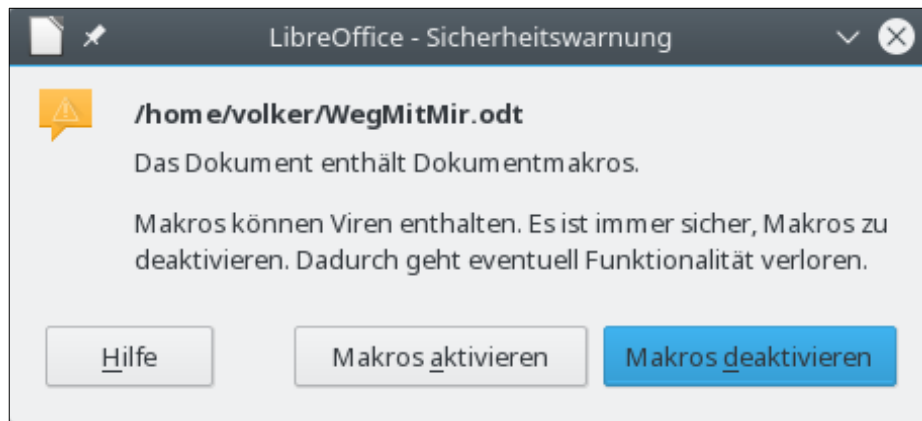 LibreOffice - Sicherheitswarnung
/home/volker/WegMitMir.odt
Das Dokument enthält Dokumentmakros.
Makros können Viren enthalten. Es ist immer sicher, Makros zu
deaktivieren. Dadurch geht eventuell Funktionalität verloren.
Hilfe Makros aktivieren Makros deaktivieren